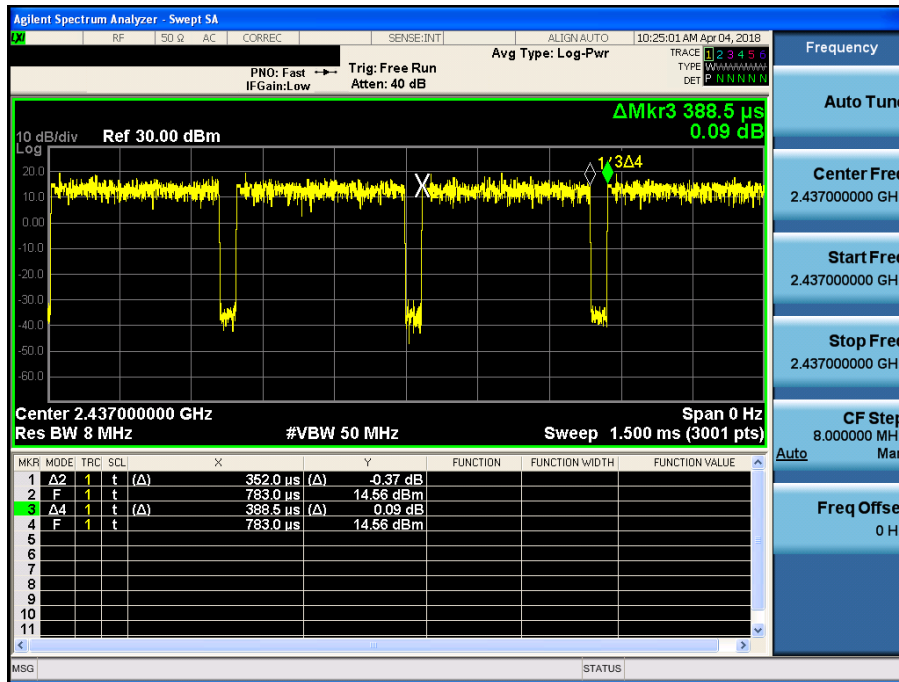 Agilent Spectrum Analyzer - Swept SA
LXI RF 50 Ω AC CORREC SENSE:INT ALIGN AUTO 10:25:01 AM Apr 04, 2018
Frequency
Avg Type: Log-Pwr
TRACE 1 2 3 4 5 6
PNO: Fast
Trig: Free Run
TYPE WWWWWW
IFGain:Low
Atten: 40 dB
DET P N N N N N
Auto Tune
ΔMkr3 388.5 µs
0.09 dB
10 dB/div Ref 30.00 dBm
Log
1/3Δ4
20.0
10.0
0.00
-10.0
-20.0
-30.0
-40.0
-50.0
-60.0
X
Center Freq
2.437000000 GH
Start Freq
2.437000000 GH
Stop Freq
2.437000000 GH
Center 2.437000000 GHz Span 0 Hz
Res BW 8 MHz #VBW 50 MHz Sweep 1.500 ms (3001 pts)
CF Step
8.000000 MH
Auto Man
MKR MODE TRC SCL X Y FUNCTION FUNCTION WIDTH FUNCTION VALUE
1 Δ2 1 t (Δ) 352.0 µs (Δ) -0.37 dB
2 F 1 t 783.0 µs 14.56 dBm
3 Δ4 1 t (Δ) 388.5 µs (Δ) 0.09 dB
4 F 1 t 783.0 µs 14.56 dBm
5
6
7
8
9
10
11
Freq Offse
0 H
MSG STATUS